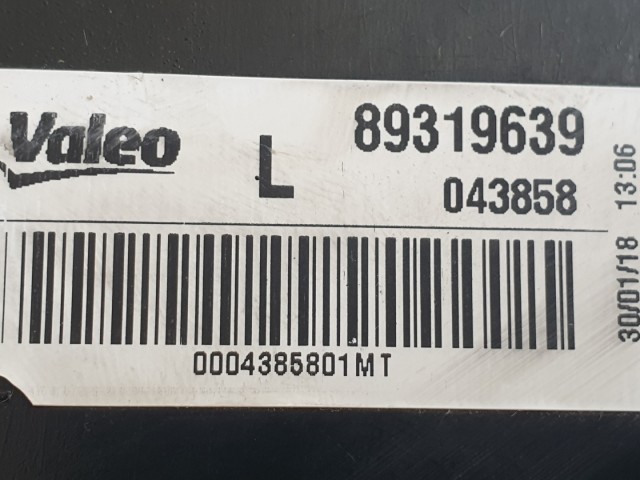 Valeo
L
89319639
043858
0004385801MT
30/01/18 13:06